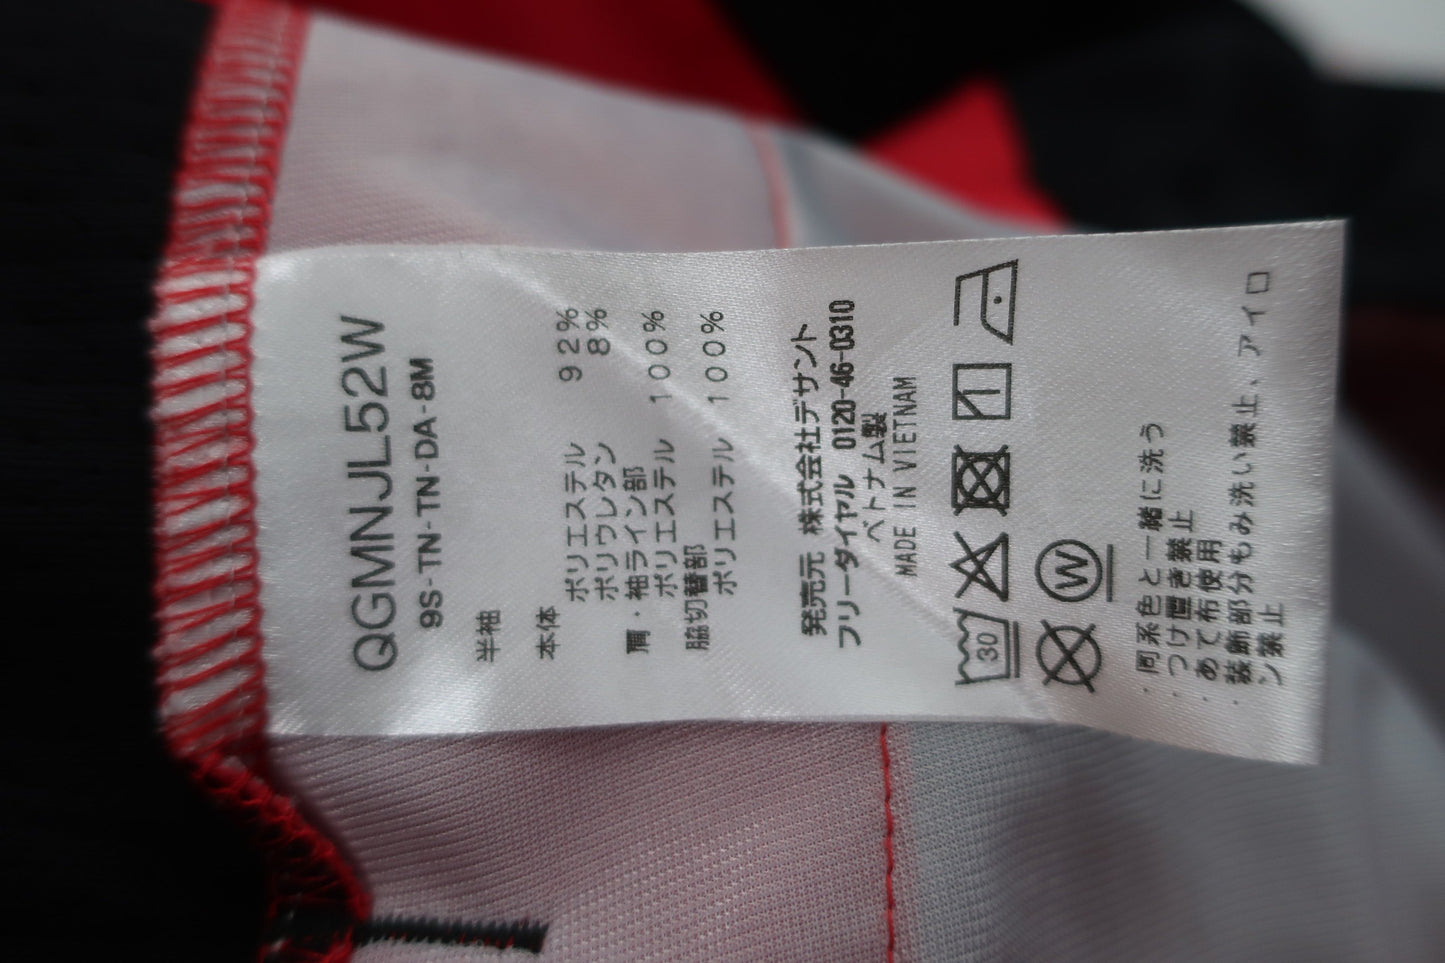 QGMNJL52W
9S-TN-TN-DA-8M
半袖
本体
ポリエステル 92%
ポリウレタン 8%
肩・袖ライン部
ポリエステル 100%
脇切替部
ポリエステル 100%
発売元 株式会社デサント
フリーダイヤル 0120-46-0310
ベトナム製
MADE IN VIETNAM
30
W
・同系色と一緒に洗う
・つけ置き禁止
・あて布使用
・装飾部分もみ洗い禁止、アイロ
ン禁止